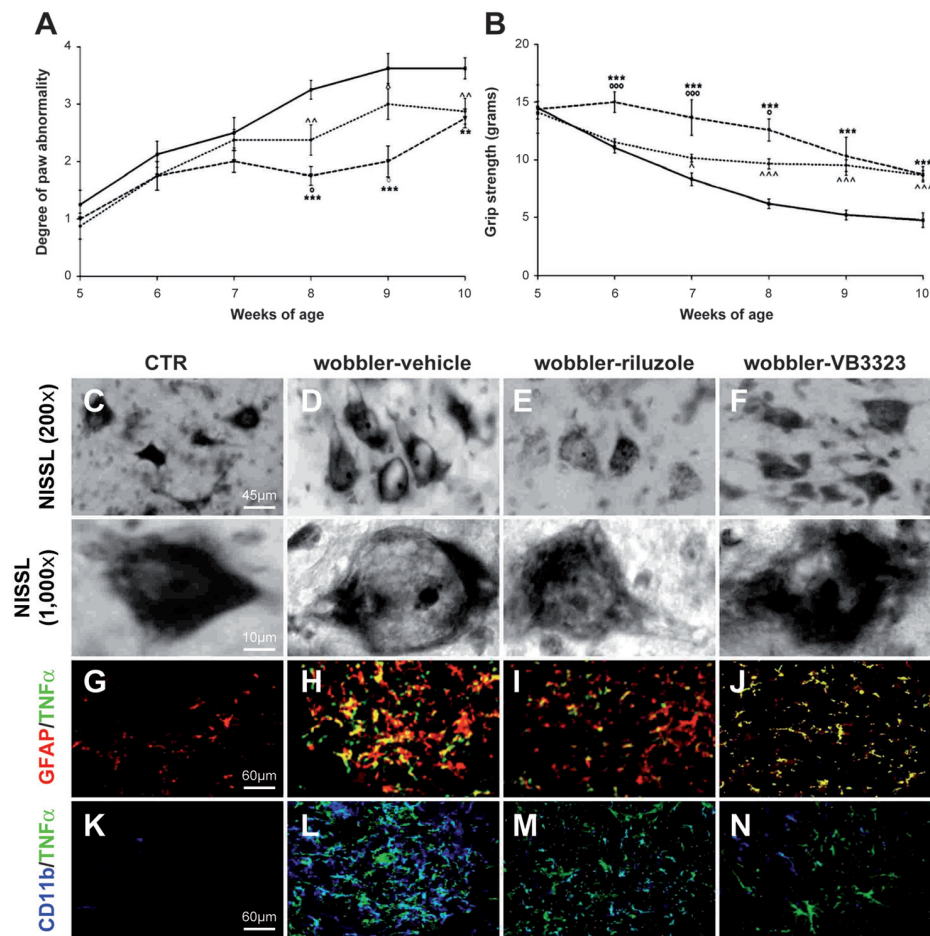 A
B
4
3
2
1
0
Degree of paw abnormality
^^
^
^^
**
°
***
°
***
5 6 7 8 9 10
Weeks of age
20
15
10
5
0
Grip strength (grams)
***
°°°
***
°°°
***
°
***
***
^
^^^
^^^
^^^
5 6 7 8 9 10
Weeks of age
CTR wobbler-vehicle wobbler-riluzole wobbler-VB3323
NISSL (200x)
C D E F
45µm
NISSL
(1,000x)
10µm
GFAP/TNFα
G H I J
60µm
CD11b/TNFα
K L M N
60µm